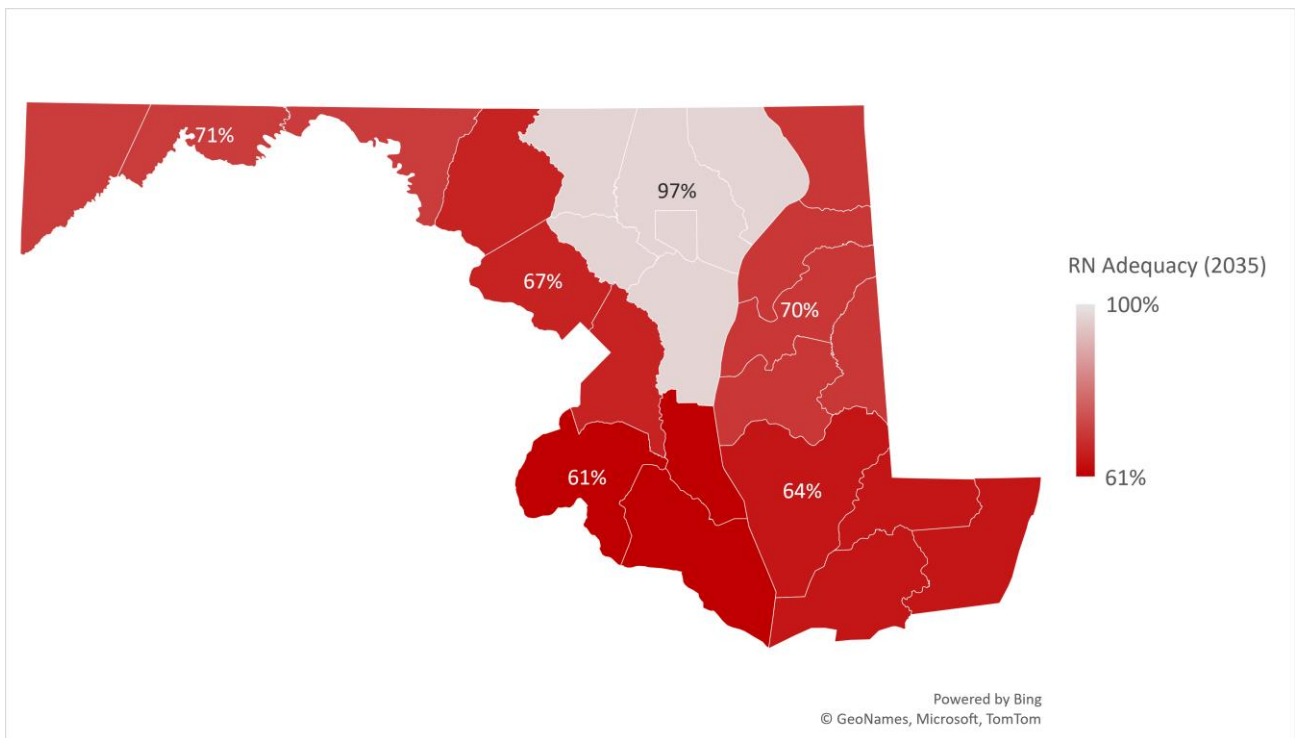 71%
97%
67%
70%
61%
64%
RN Adequacy (2035)
100%
61%
Powered by Bing
© GeoNames, Microsoft, TomTom